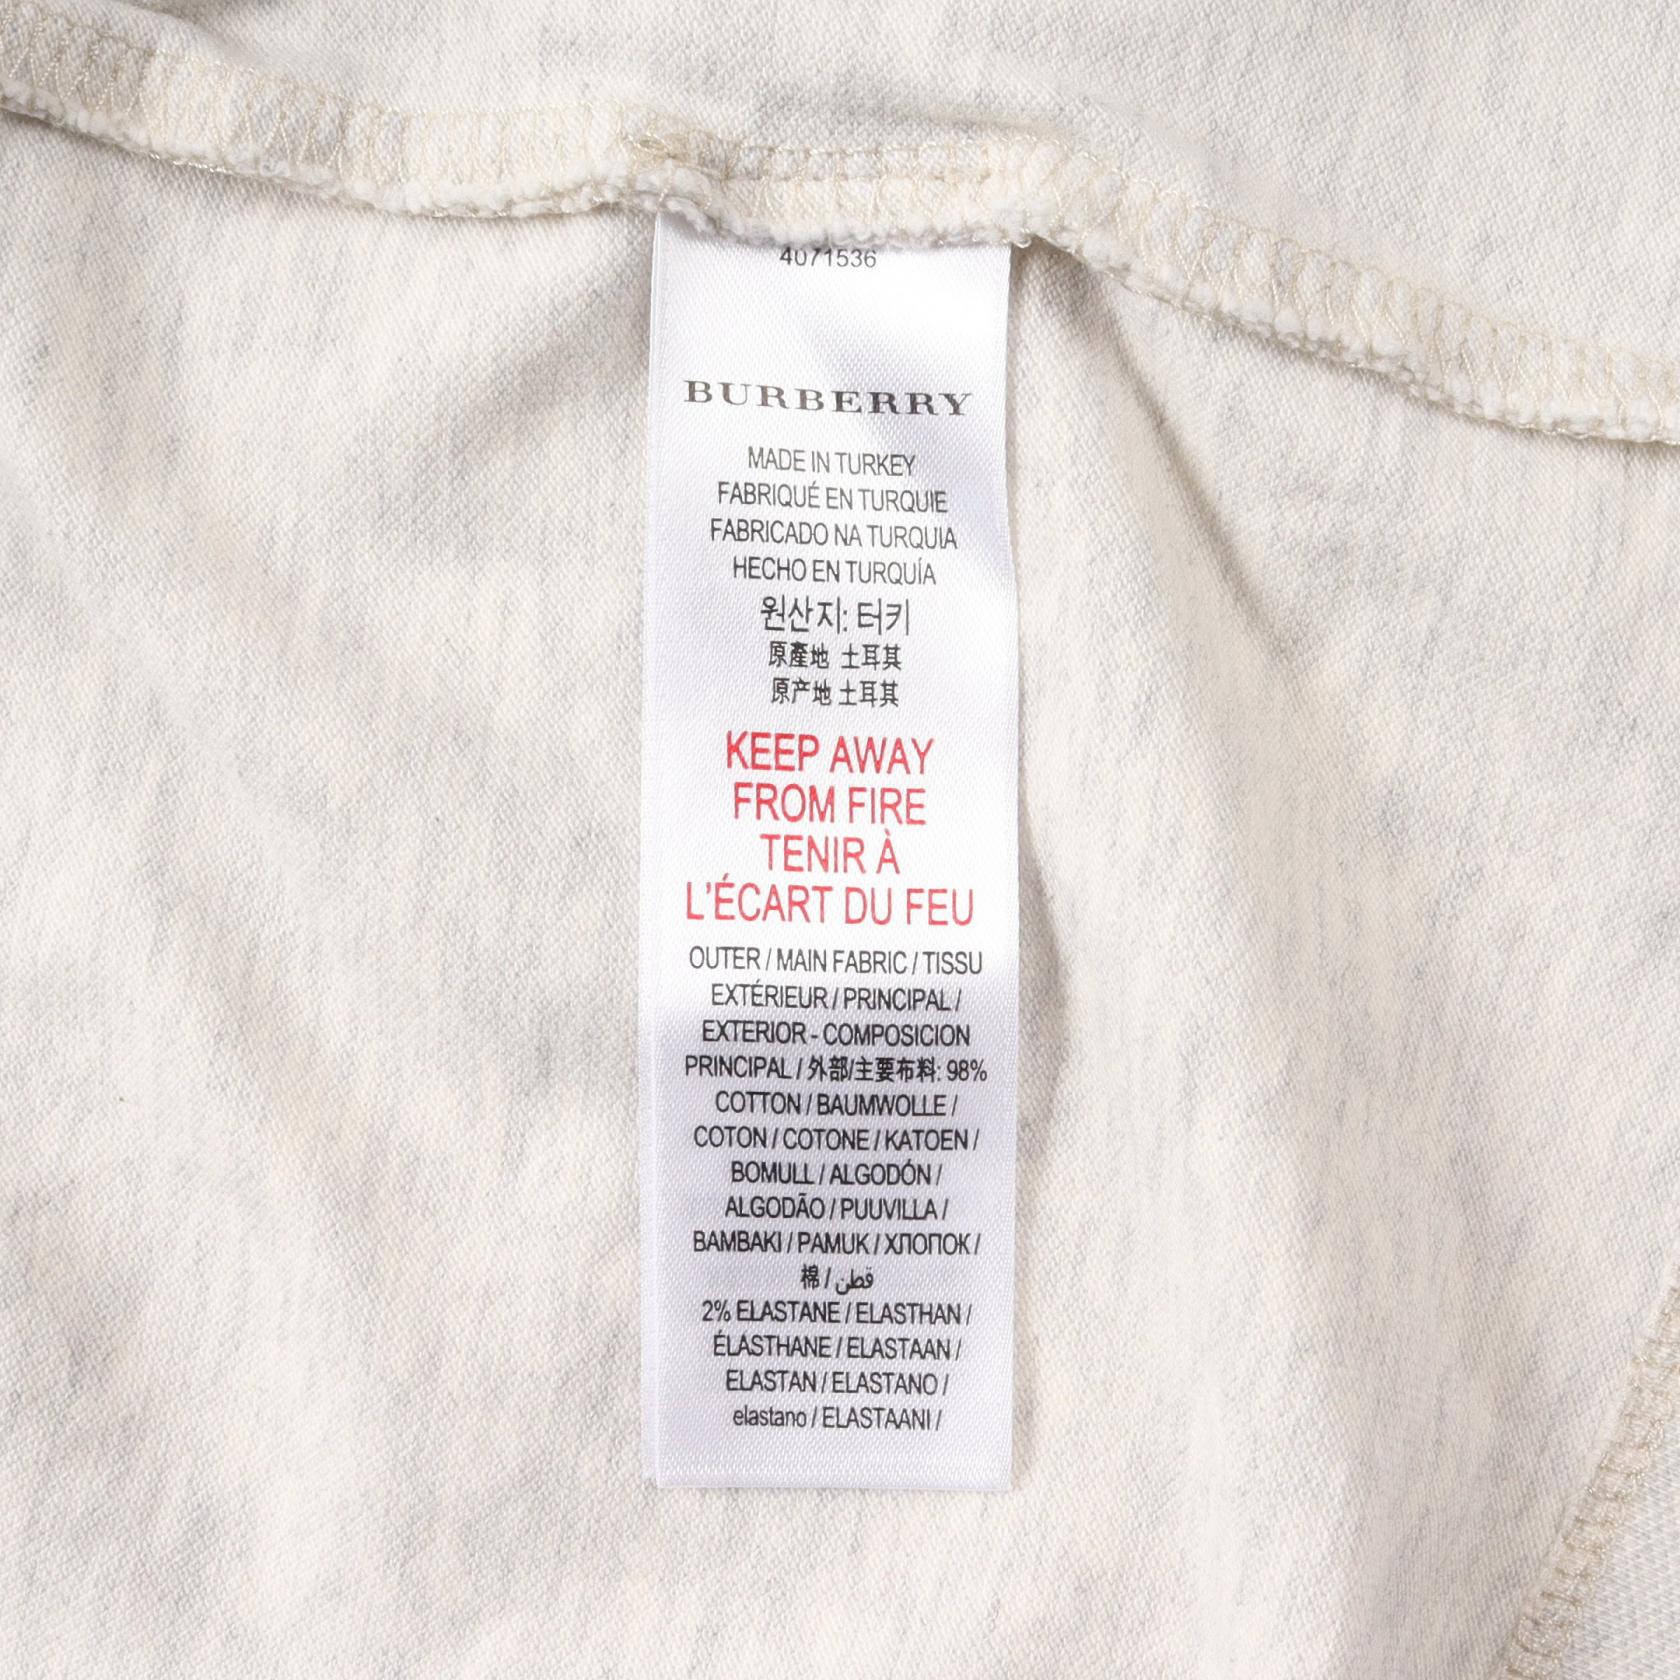 4071536
BURBERRY
MADE IN TURKEY
FABRIQUÉ EN TURQUIE
FABRICADO NA TURQUIA
HECHO EN TURQUÍA
원산지: 터키
原產地 土耳其
原产地 土耳其
KEEP AWAY
FROM FIRE
TENIR À
L'ÉCART DU FEU
OUTER / MAIN FABRIC / TISSU
EXTÉRIEUR / PRINCIPAL /
EXTERIOR - COMPOSICION
PRINCIPAL / 外部/主要布料: 98%
COTTON / BAUMWOLLE /
COTON / COTONE / KATOEN /
BOMULL / ALGODÓN /
ALGODÃO / PUUVILLA /
BAMBAKI / PAMUK / ХЛОПОК /
棉 / قطن
2% ELASTANE / ELASTHAN /
ÉLASTHANE / ELASTAAN /
ELASTAN / ELASTANO /
elastano / ELASTAANI /